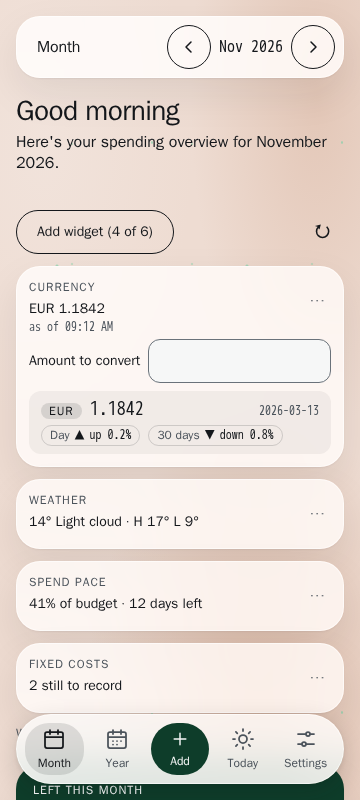 Month
Nov 2026
Good morning
Here's your spending overview for November
2026.
Add widget (4 of 6)
CURRENCY
EUR 1.1842
as of 09:12 AM
Amount to convert
EUR 1.1842 2026-03-13
Day ▲ up 0.2% 30 days ▼ down 0.8%
WEATHER
14° Light cloud · H 17° L 9°
SPEND PACE
41% of budget · 12 days left
FIXED COSTS
2 still to record
Month Year Add Today Settings
LEFT THIS MONTH